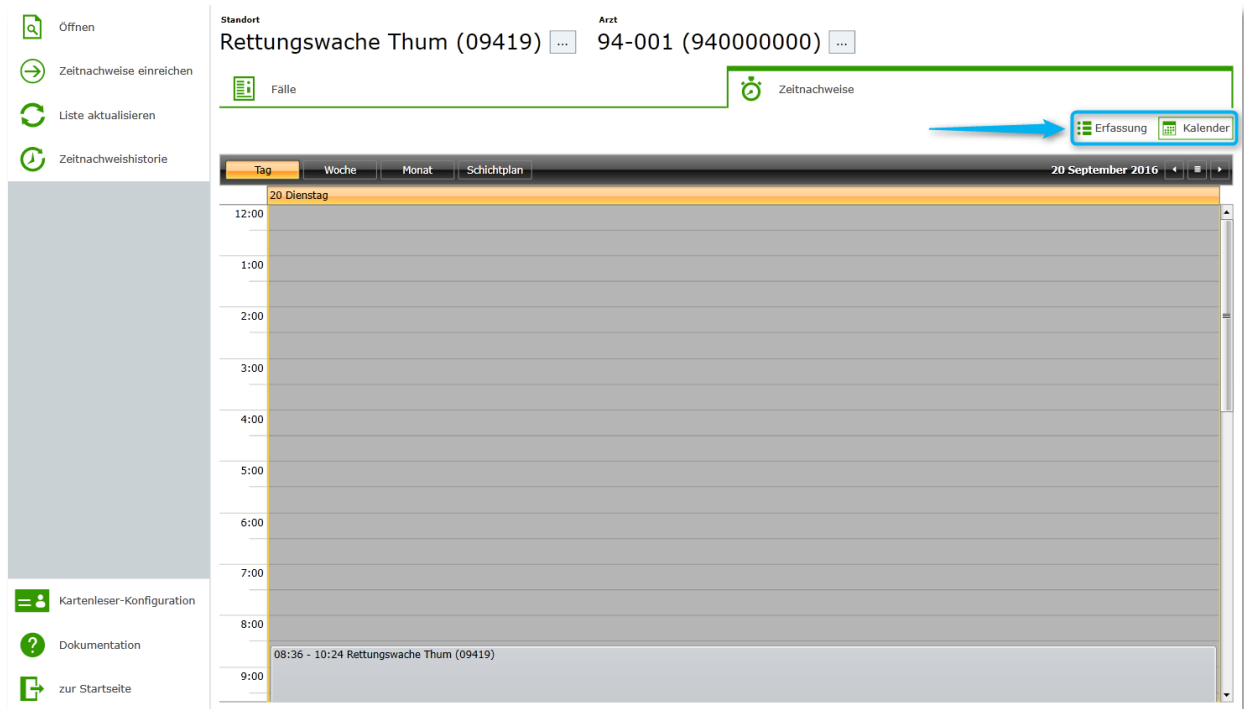 Öffnen
Zeitnachweise einreichen
Liste aktualisieren
Zeitnachweishistorie
Standort
Rettungswache Thum (09419) ...
Arzt
94-001 (940000000) ...
Fälle
Zeitnachweise
Erfassung Kalender
Tag Woche Monat Schichtplan 20 September 2016
20 Dienstag
12:00
1:00
2:00
3:00
4:00
5:00
6:00
7:00
8:00
08:36 - 10:24 Rettungswache Thum (09419)
9:00
Kartenleser-Konfiguration
Dokumentation
zur Startseite